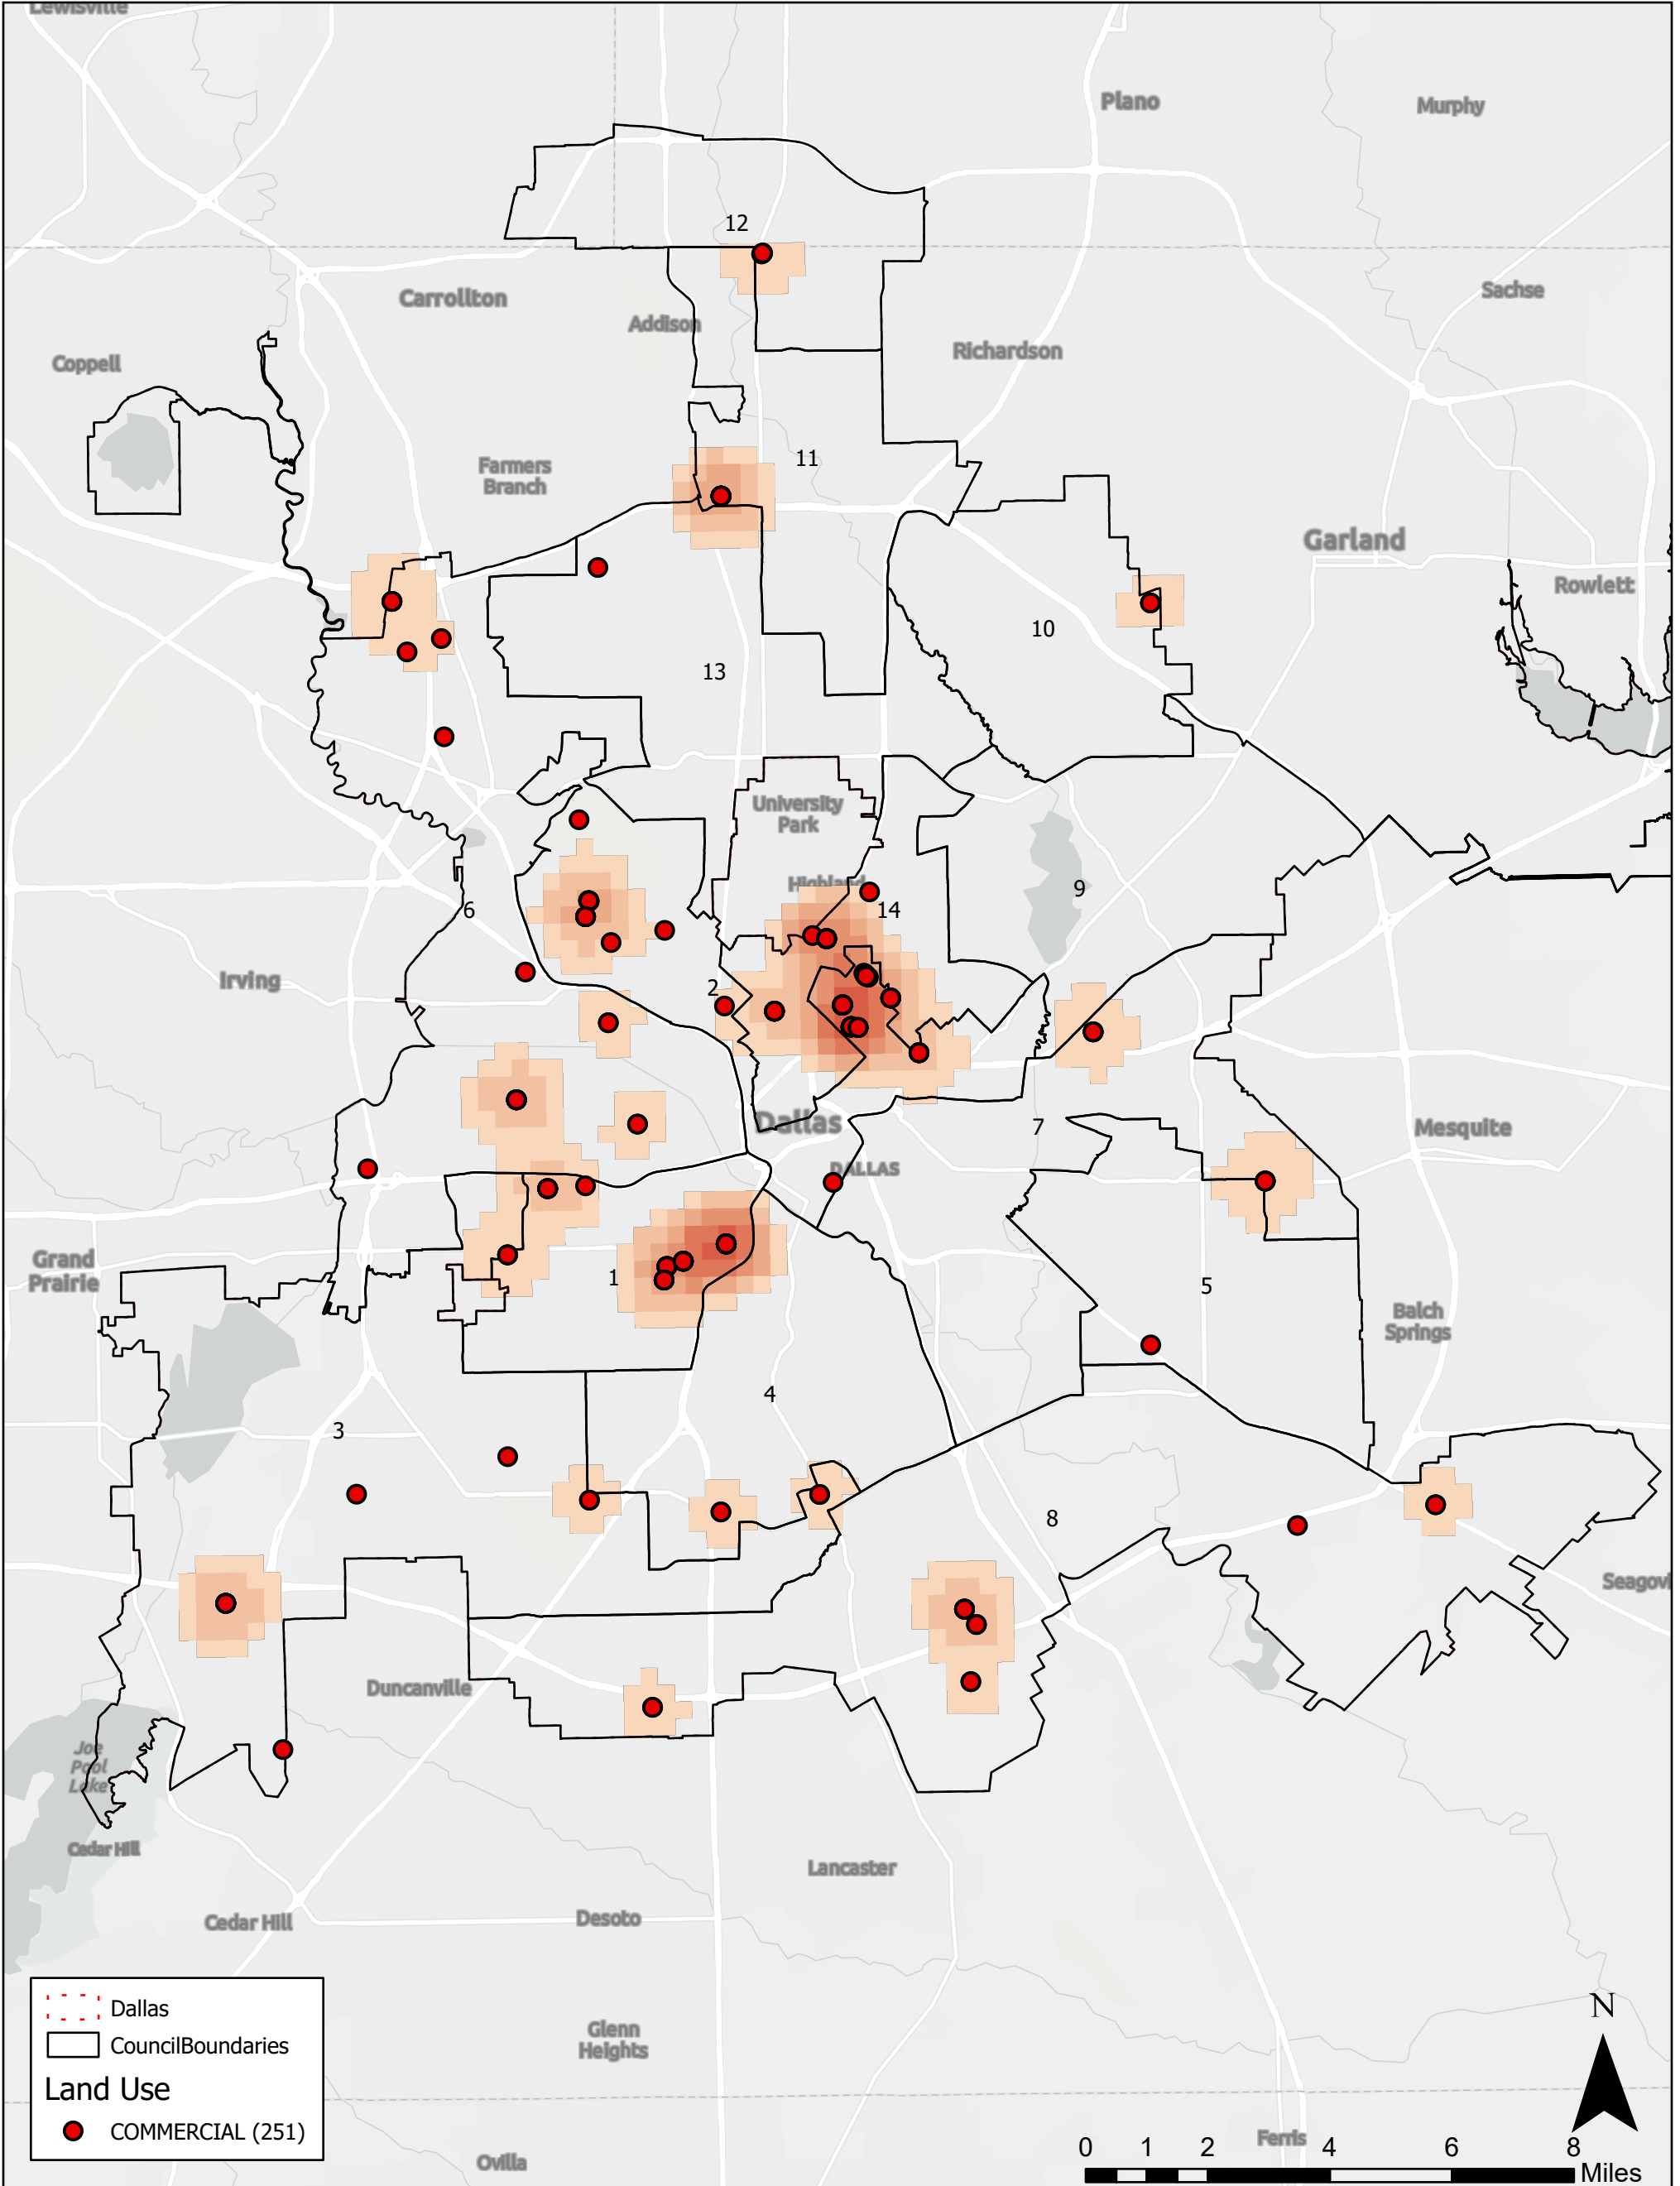 Lewisville
Plano
Murphy
12
Carrollton
Sachse
Addison
Richardson
Coppell
11
Farmers
Branch
Garland
Rowlett
10
13
University
Park
Highland
9
6
14
Irving
2
Dallas
7
Mesquite
DALLAS
Grand
Prairie
1
5
Balch
Springs
4
3
8
Duncanville
Joe
Pool
Lake
Cedar Hill
Lancaster
Cedar Hill
Desoto
Glenn
Heights
Ovilla
Ferris
Seagovi
Dallas
CouncilBoundaries
Land Use
COMMERCIAL (251)
N
0 1 2 4 6 8
Miles